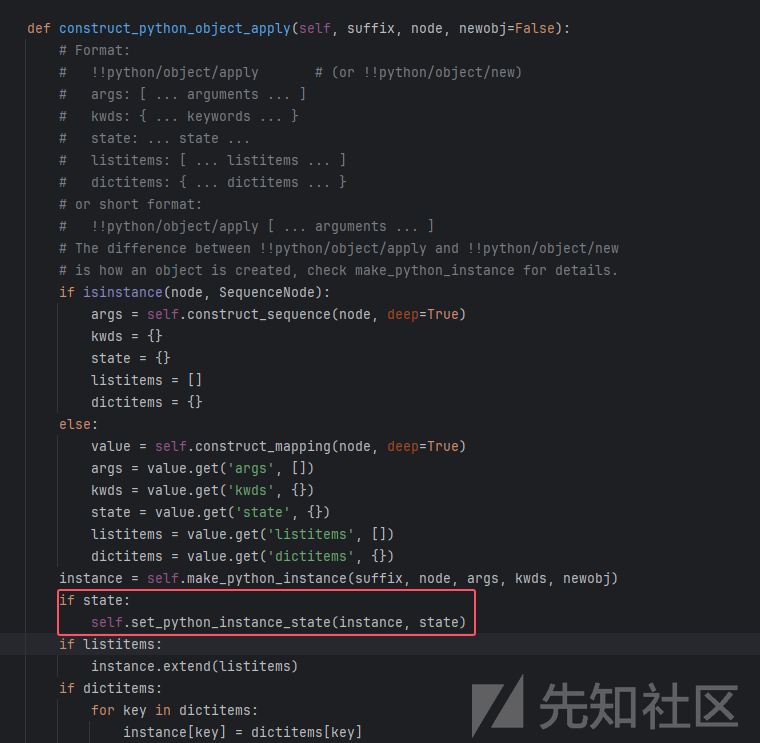 def construct_python_object_apply(self, suffix, node, newobj=False):
# Format:
#   !!python/object/apply       # (or !!python/object/new)
#   args: [ ... arguments ... ]
#   kwds: { ... keywords ... }
#   state: ... state ...
#   listitems: [ ... listitems ... ]
#   dictitems: { ... dictitems ... }
# or short format:
#   !!python/object/apply [ ... arguments ... ]
# The difference between !!python/object/apply and !!python/object/new
# is how an object is created, check make_python_instance for details.
if isinstance(node, SequenceNode):
args = self.construct_sequence(node, deep=True)
kwds = {}
state = {}
listitems = []
dictitems = {}
else:
value = self.construct_mapping(node, deep=True)
args = value.get('args', [])
kwds = value.get('kwds', {})
state = value.get('state', {})
listitems = value.get('listitems', [])
dictitems = value.get('dictitems', {})
instance = self.make_python_instance(suffix, node, args, kwds, newobj)
if state:
self.set_python_instance_state(instance, state)
if listitems:
instance.extend(listitems)
if dictitems:
for key in dictitems:
instance[key] = dictitems[key]
先知社区